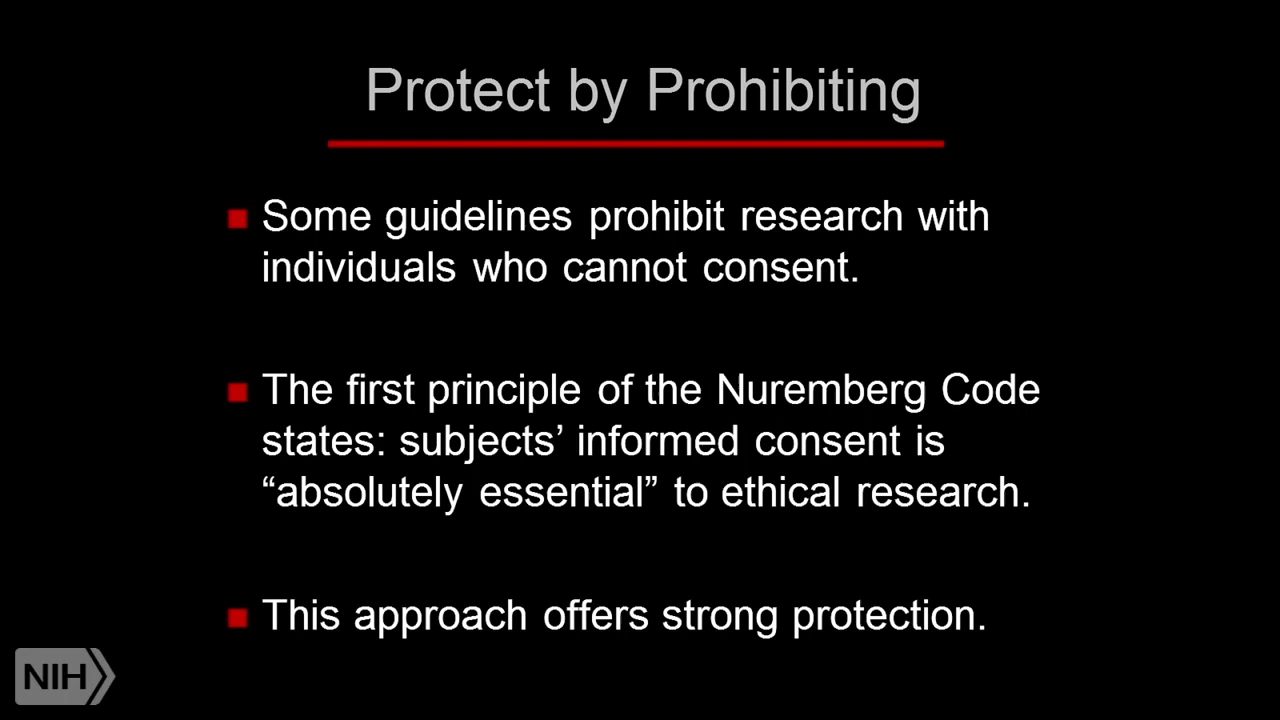 Protect by Prohibiting
Some guidelines prohibit research with
individuals who cannot consent.
The first principle of the Nuremberg Code
states: subjects’ informed consent is
“absolutely essential” to ethical research.
This approach offers strong protection.
NIH